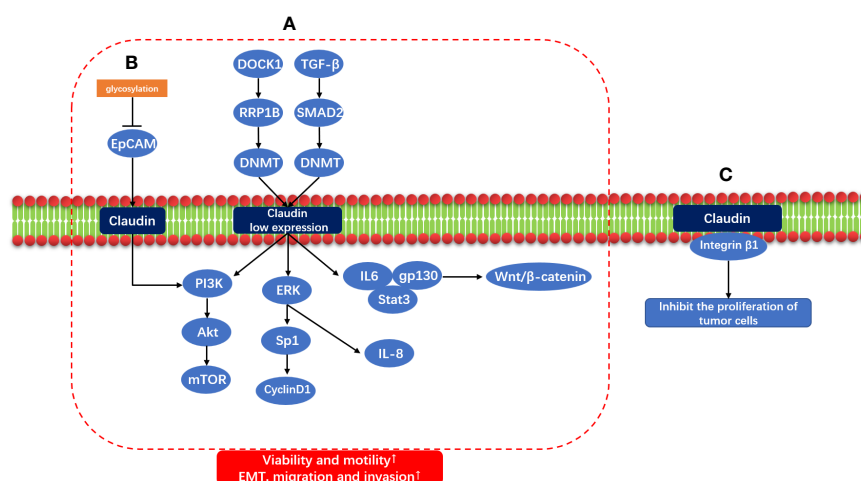 A
B
DOCK1
TGF-β
glycosylation
RRP1B
SMAD2
EpCAM
DNMT
DNMT
C
Claudin
Claudin
low expression
Claudin
Integrin β1
PI3K
ERK
IL6
gp130
Wnt/β-catenin
Stat3
Inhibit the proliferation of
tumor cells
Akt
Sp1
IL-8
mTOR
CyclinD1
Viability and motility↑
EMT, migration and invasion↑